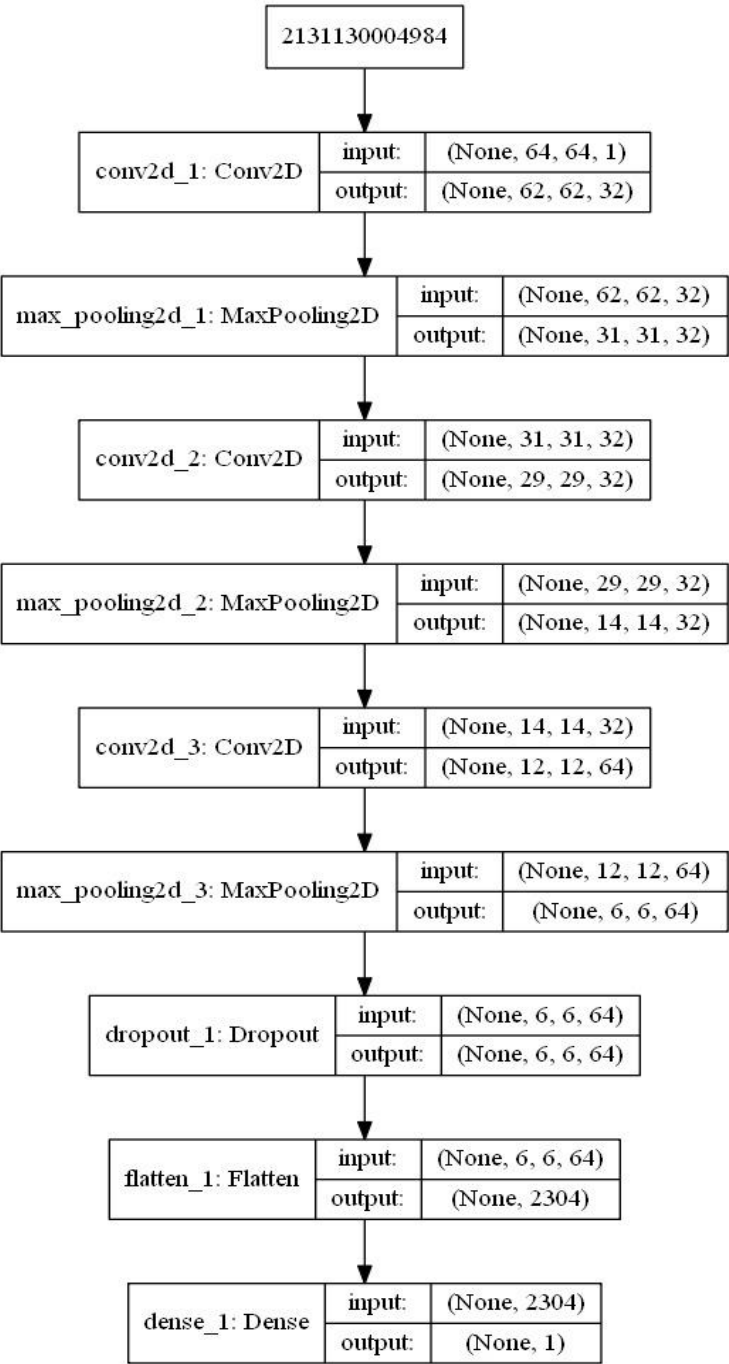 2131130004984
conv2d_1: Conv2D
input: (None, 64, 64, 1)
output: (None, 62, 62, 32)
max_pooling2d_1: MaxPooling2D
input: (None, 62, 62, 32)
output: (None, 31, 31, 32)
conv2d_2: Conv2D
input: (None, 31, 31, 32)
output: (None, 29, 29, 32)
max_pooling2d_2: MaxPooling2D
input: (None, 29, 29, 32)
output: (None, 14, 14, 32)
conv2d_3: Conv2D
input: (None, 14, 14, 32)
output: (None, 12, 12, 64)
max_pooling2d_3: MaxPooling2D
input: (None, 12, 12, 64)
output: (None, 6, 6, 64)
dropout_1: Dropout
input: (None, 6, 6, 64)
output: (None, 6, 6, 64)
flatten_1: Flatten
input: (None, 6, 6, 64)
output: (None, 2304)
dense_1: Dense
input: (None, 2304)
output: (None, 1)